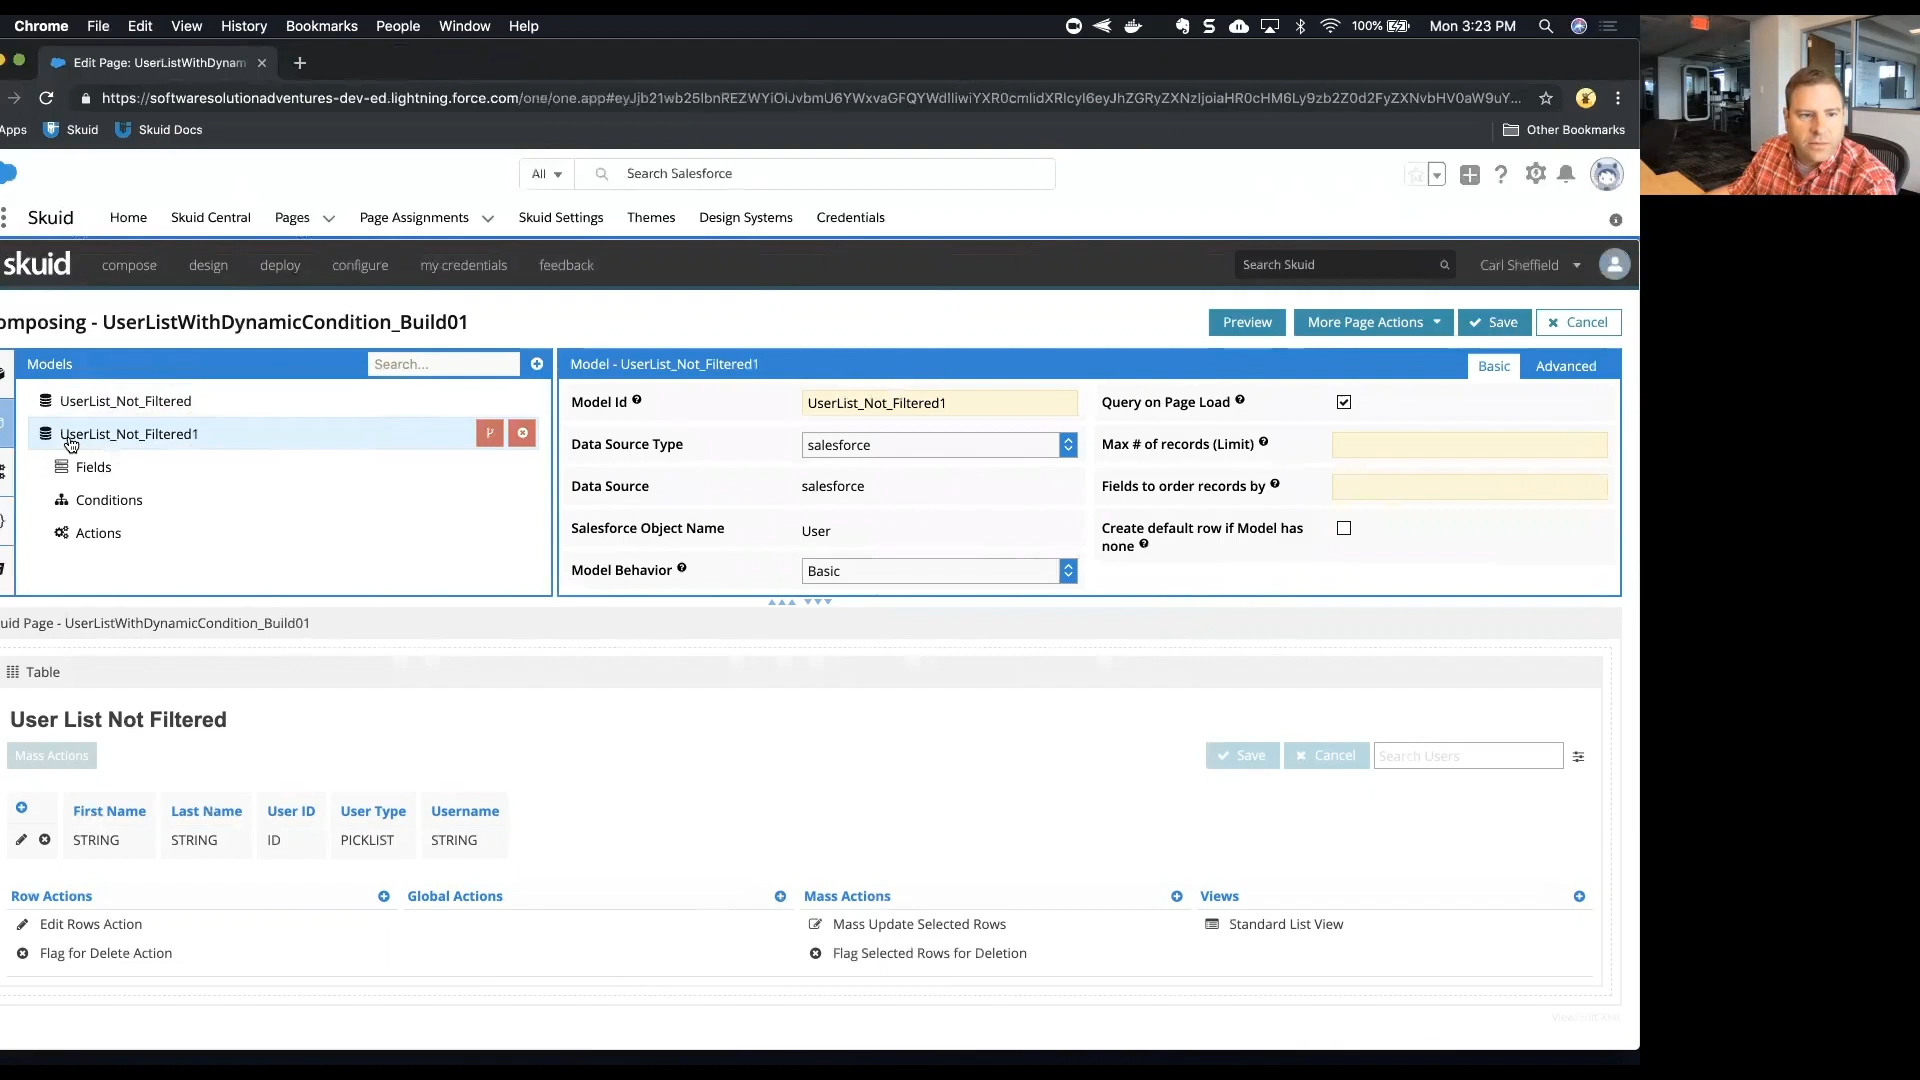 Chrome File Edit View History Bookmarks People Window Help 100% Mon 3:23 PM
Edit Page: UserListWithDynam
https://softwaresolutionadventures-dev-ed.lightning.force.com/one/one.app#eyJjb21wb25lbnREZWYiOiJvbmU6YWxvaGFQYWdlIiwiYXR0cmlidXRlcyI6eyJhZGRyZXNzIjoiaHR0cHM6Ly9zb2Z0d2FyZXNvbHV0aW9uY...
Apps Skuid Skuid Docs Other Bookmarks
All Search Salesforce
Skuid Home Skuid Central Pages Page Assignments Skuid Settings Themes Design Systems Credentials
skuid compose design deploy configure my credentials feedback Search Skuid Carl Sheffield
omposing - UserListWithDynamicCondition_Build01 Preview More Page Actions Save Cancel
Models Search... Model - UserList_Not_Filtered1 Basic Advanced
UserList_Not_Filtered
UserList_Not_Filtered1
Fields
Conditions
Actions
Model Id UserList_Not_Filtered1
Data Source Type salesforce
Data Source salesforce
Salesforce Object Name User
Model Behavior Basic
Query on Page Load
Max # of records (Limit)
Fields to order records by
Create default row if Model has
none
uid Page - UserListWithDynamicCondition_Build01
Table
User List Not Filtered
Mass Actions Save Cancel Search Users
First Name Last Name User ID User Type Username
STRING STRING ID PICKLIST STRING
Row Actions Global Actions Mass Actions Views
Edit Rows Action Mass Update Selected Rows Standard List View
Flag for Delete Action Flag Selected Rows for Deletion